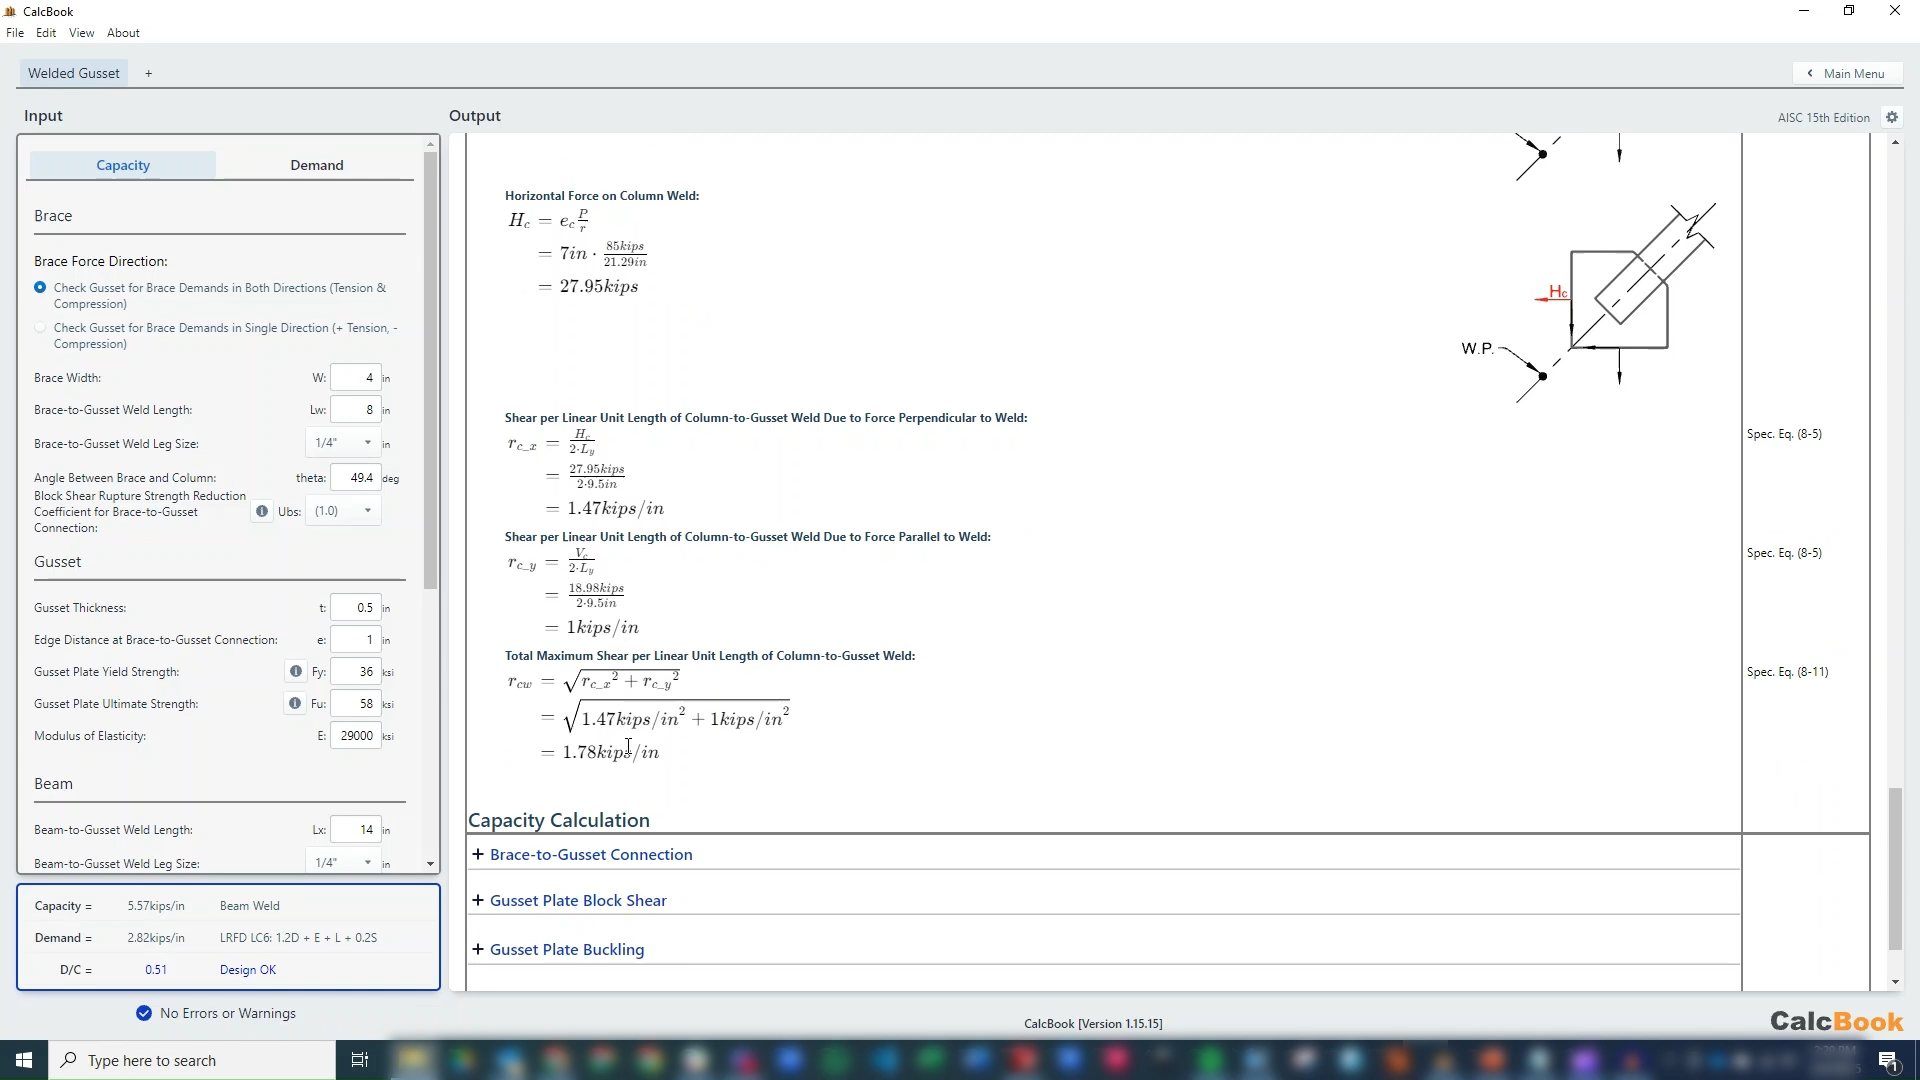 CalcBook
File Edit View About
Welded Gusset +
Main Menu
Input
Output
AISC 15th Edition
Capacity Demand
Brace
Brace Force Direction:
Check Gusset for Brace Demands in Both Directions (Tension &
Compression)
Check Gusset for Brace Demands in Single Direction (+ Tension, -
Compression)
Brace Width: W: 4 in
Brace-to-Gusset Weld Length: Lw: 8 in
Brace-to-Gusset Weld Leg Size: 1/4" in
Angle Between Brace and Column: theta: 49.4 deg
Block Shear Rupture Strength Reduction
Coefficient for Brace-to-Gusset Ubs: (1.0)
Connection:
Gusset
Gusset Thickness: t: 0.5 in
Edge Distance at Brace-to-Gusset Connection: e: 1 in
Gusset Plate Yield Strength: Fy: 36 ksi
Gusset Plate Ultimate Strength: Fu: 58 ksi
Modulus of Elasticity: E: 29000 ksi
Beam
Beam-to-Gusset Weld Length: Lx: 14 in
Beam-to-Gusset Weld Leg Size: 1/4" in
Capacity = 5.57kips/in Beam Weld
Demand = 2.82kips/in LRFD LC6: 1.2D + E + L + 0.2S
D/C = 0.51 Design OK
No Errors or Warnings
Horizontal Force on Column Weld:
H_c = e_c P/r
= 7in · 85kips/21.29in
= 27.95kips
Hc
W.P.
Shear per Linear Unit Length of Column-to-Gusset Weld Due to Force Perpendicular to Weld:
r_c_x = H_c/2·L_y
Spec. Eq. (8-5)
= 27.95kips/2·9.5in
= 1.47kips/in
Shear per Linear Unit Length of Column-to-Gusset Weld Due to Force Parallel to Weld:
r_c_y = V_c/2·L_y
Spec. Eq. (8-5)
= 18.98kips/2·9.5in
= 1kips/in
Total Maximum Shear per Linear Unit Length of Column-to-Gusset Weld:
r_cw = √(r_c_x² + r_c_y²)
Spec. Eq. (8-11)
= √(1.47kips/in² + 1kips/in²)
= 1.78kips/in
Capacity Calculation
+ Brace-to-Gusset Connection
+ Gusset Plate Block Shear
+ Gusset Plate Buckling
CalcBook [Version 1.15.15]
CalcBook
Type here to search
1